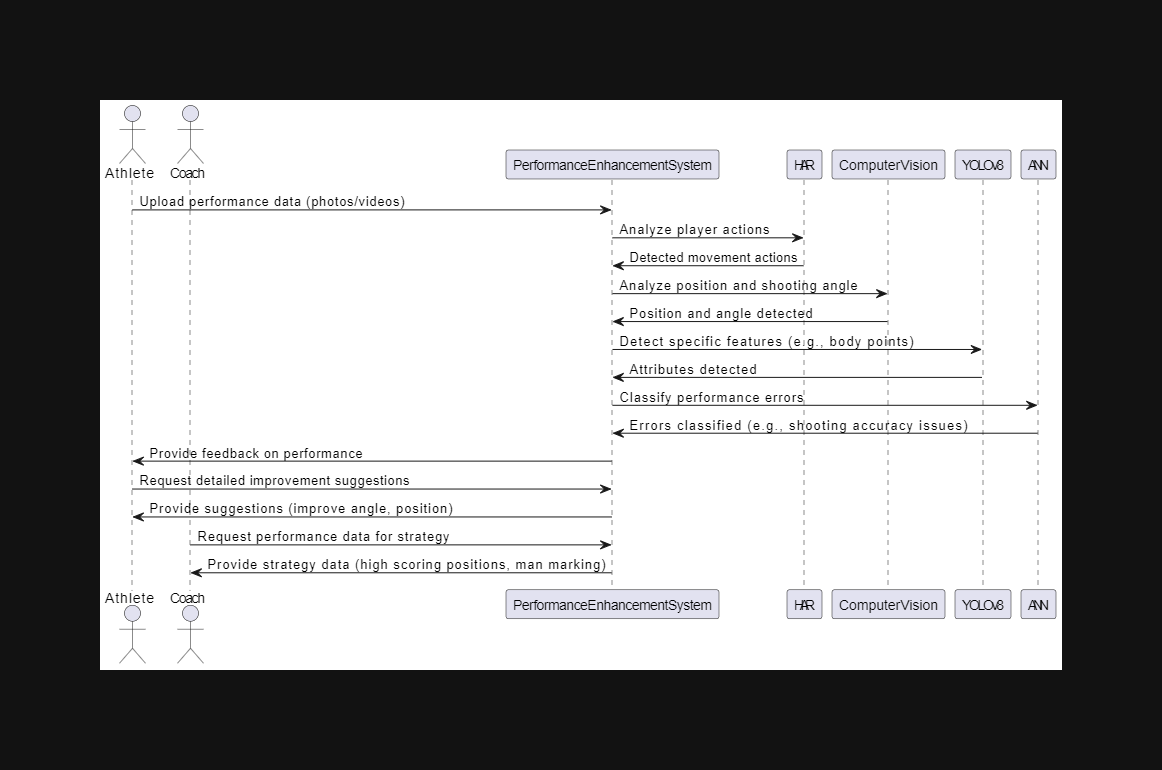 Athlete Coach
PerformanceEnhancementSystem HAR ComputerVision YOLOv8 ANN
Upload performance data (photos/videos)
Analyze player actions
Detected movement actions
Analyze position and shooting angle
Position and angle detected
Detect specific features (e.g., body points)
Attributes detected
Classify performance errors
Errors classified (e.g., shooting accuracy issues)
Provide feedback on performance
Request detailed improvement suggestions
Provide suggestions (improve angle, position)
Request performance data for strategy
Provide strategy data (high scoring positions, man marking)
Athlete Coach
PerformanceEnhancementSystem HAR ComputerVision YOLOv8 ANN